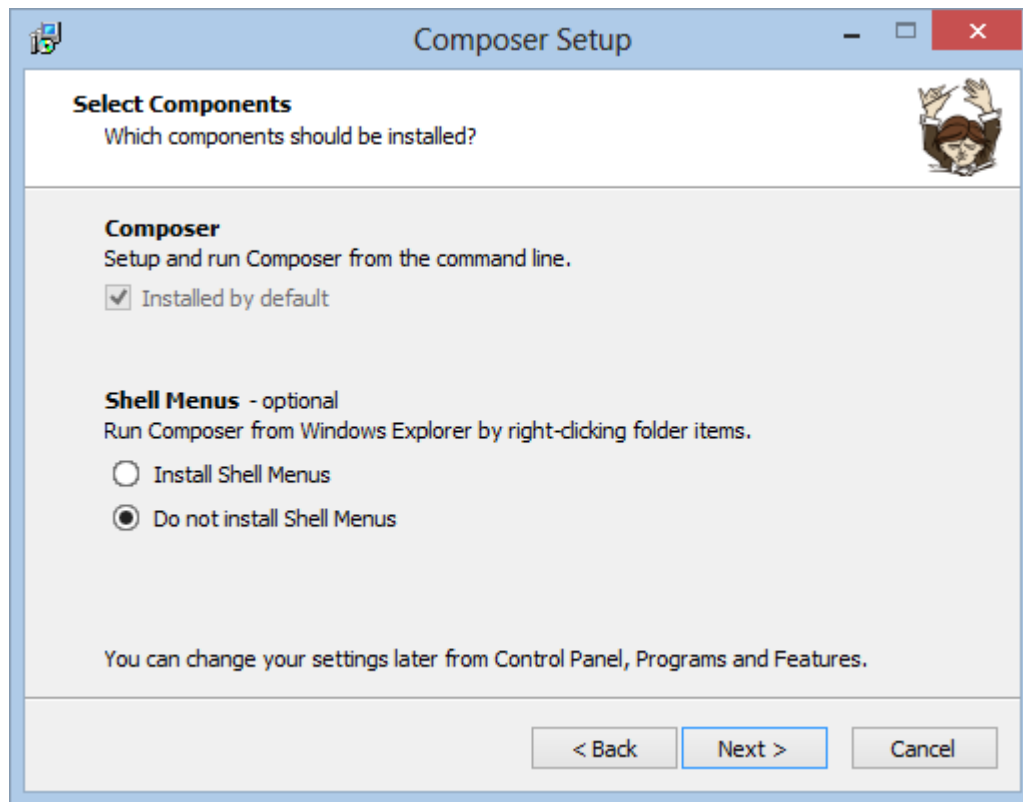 Composer Setup
Select Components
Which components should be installed?
Composer
Setup and run Composer from the command line.
Installed by default
Shell Menus - optional
Run Composer from Windows Explorer by right-clicking folder items.
Install Shell Menus
Do not install Shell Menus
You can change your settings later from Control Panel, Programs and Features.
< Back Next > Cancel